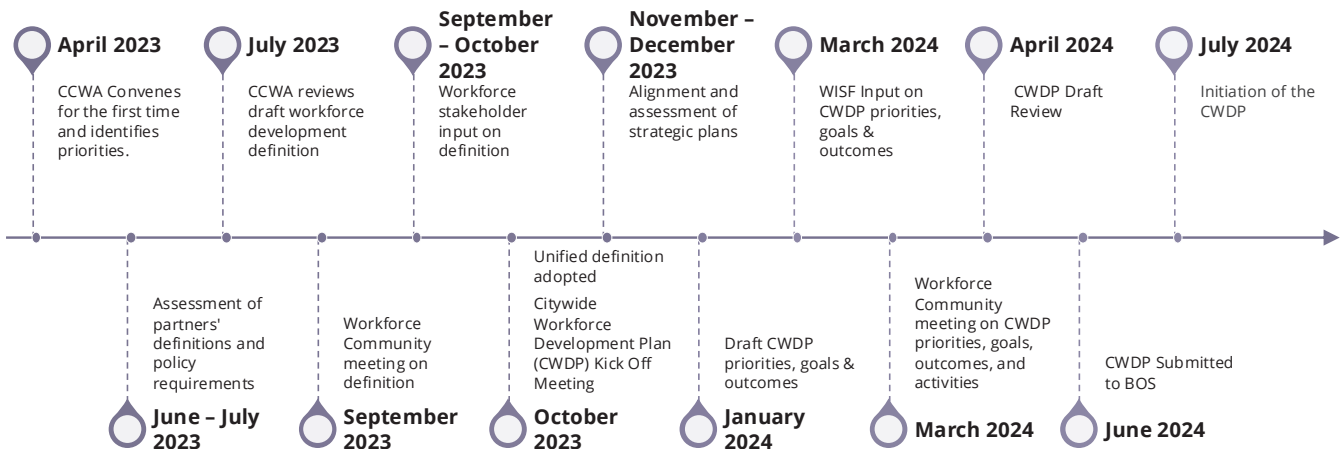 April 2023
CCWA Convenes
for the first time
and identifies
priorities.
July 2023
CCWA reviews
draft workforce
development
definition
September
– October
2023
Workforce
stakeholder
input on
definition
November –
December
2023
Alignment and
assessment of
strategic plans
March 2024
WISF Input on
CWDP priorities,
goals &
outcomes
April 2024
CWDP Draft
Review
July 2024
Initiation of the
CWDP
Assessment of
partners'
definitions and
policy
requirements
June – July
2023
Workforce
Community
meeting on
definition
September
2023
Unified definition
adopted
Citywide
Workforce
Development Plan
(CWDP) Kick Off
Meeting
October
2023
Draft CWDP
priorities, goals &
outcomes
January
2024
Workforce
Community
meeting on CWDP
priorities, goals,
outcomes, and
activities
March 2024
CWDP Submitted
to BOS
June 2024